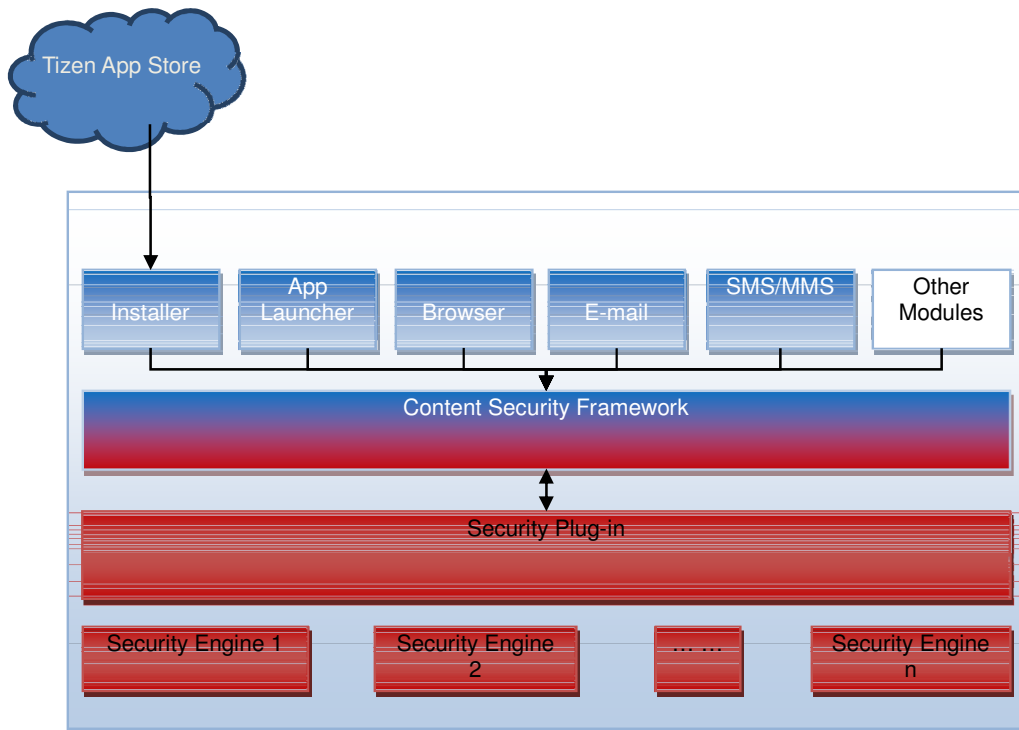 Tizen App Store
Installer
App
Launcher
Browser
E-mail
SMS/MMS
Other
Modules
Content Security Framework
Security Plug-in
Security Engine 1
Security Engine
2
... ...
Security Engine
n